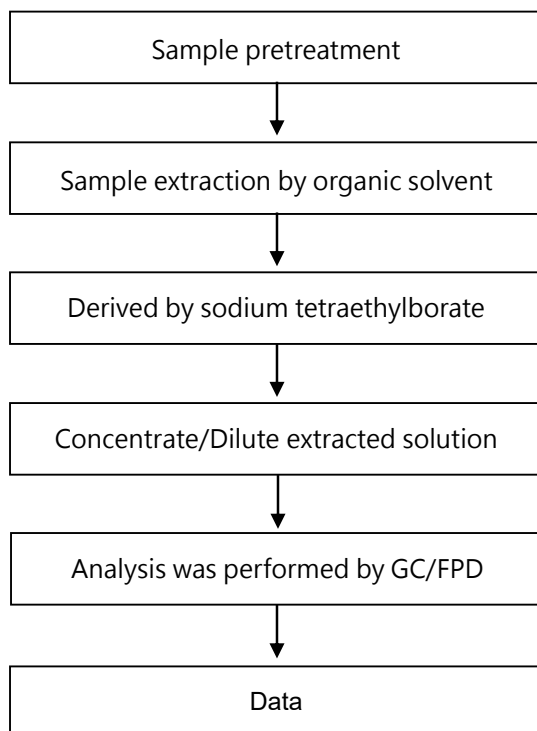 Sample pretreatment
Sample extraction by organic solvent
Derived by sodium tetraethylborate
Concentrate/Dilute extracted solution
Analysis was performed by GC/FPD
Data